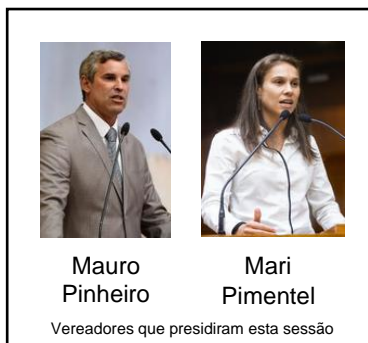 Mauro
Pinheiro
Mari
Pimentel
Vereadores que presidiram esta sessão